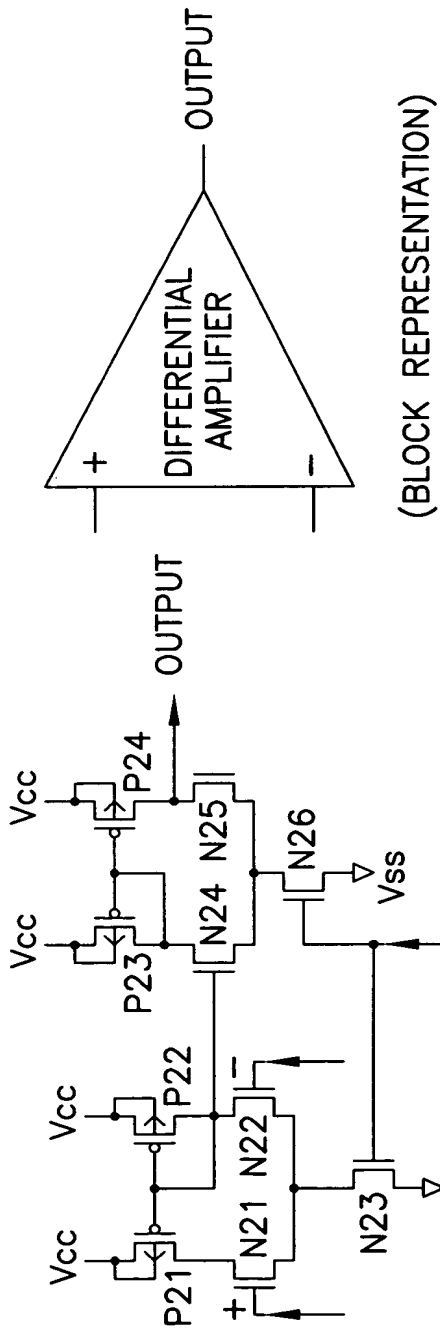 Vcc
Vcc
Vcc
Vcc
P21
P22
P23
P24
OUTPUT
N21
N22
N24
N25
+
-
N23
N26
Vss
+
-
DIFFERENTIAL
AMPLIFIER
OUTPUT
(BLOCK REPRESENTATION)